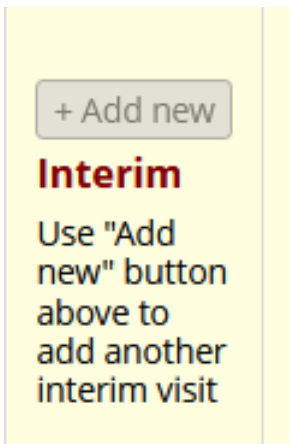 + Add new
Interim
Use "Add
new" button
above to
add another
interim visit